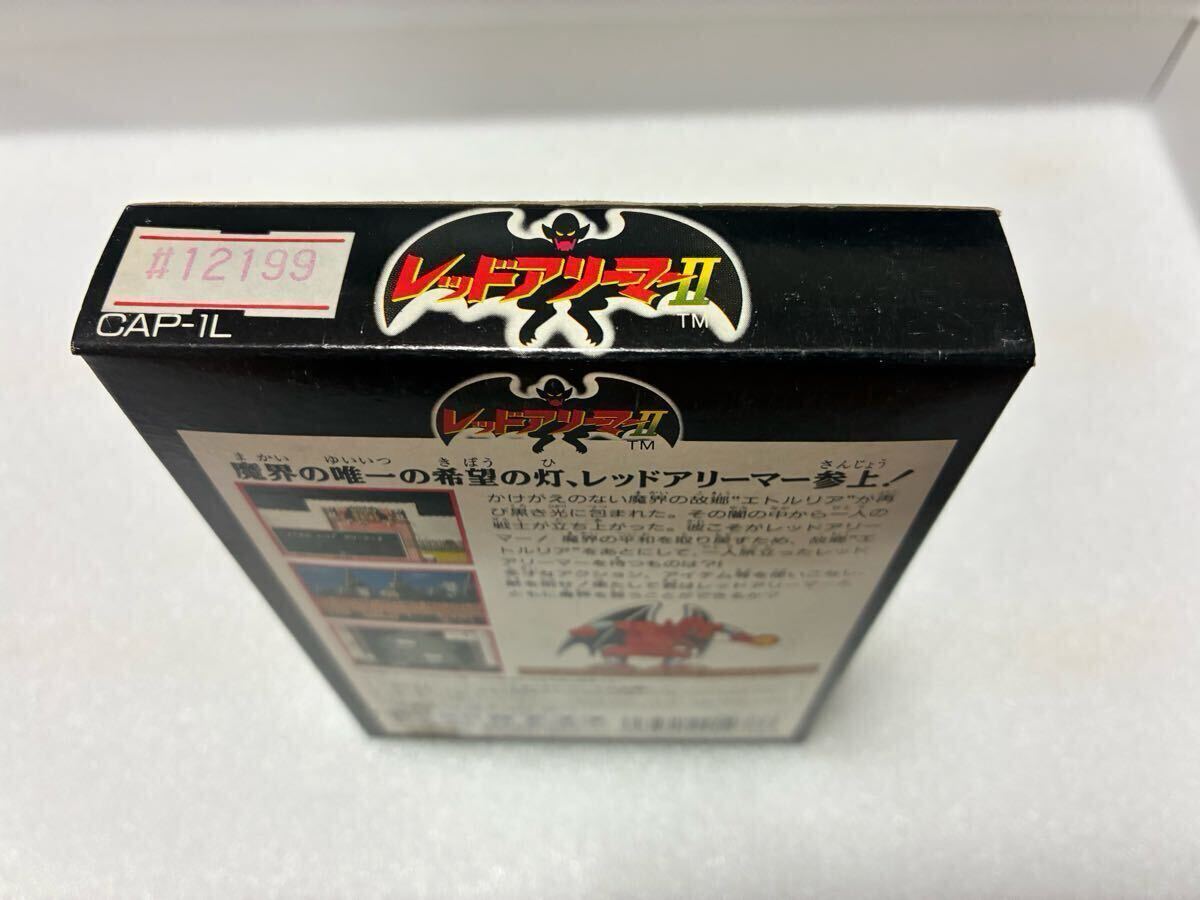 #12199
CAP-1L
レッドアリーマーII
TM
レッドアリーマーII
TM
まかい ゆいいつ きぼう ひ さんじょう
魔界の唯一の希望の灯、レッドアリーマー参上!
かけがえのない魔界の故郷"エトルリア"が再
び黒き光に包まれた。その闇の中から一人の
戦士が立ち上がった。彼こそがレッドアリー
マー! 魔界の平和を取り戻すため、故郷"エ
トルリア"をあとにして、一人旅立ったレッド
アリーマーを待つものは?!